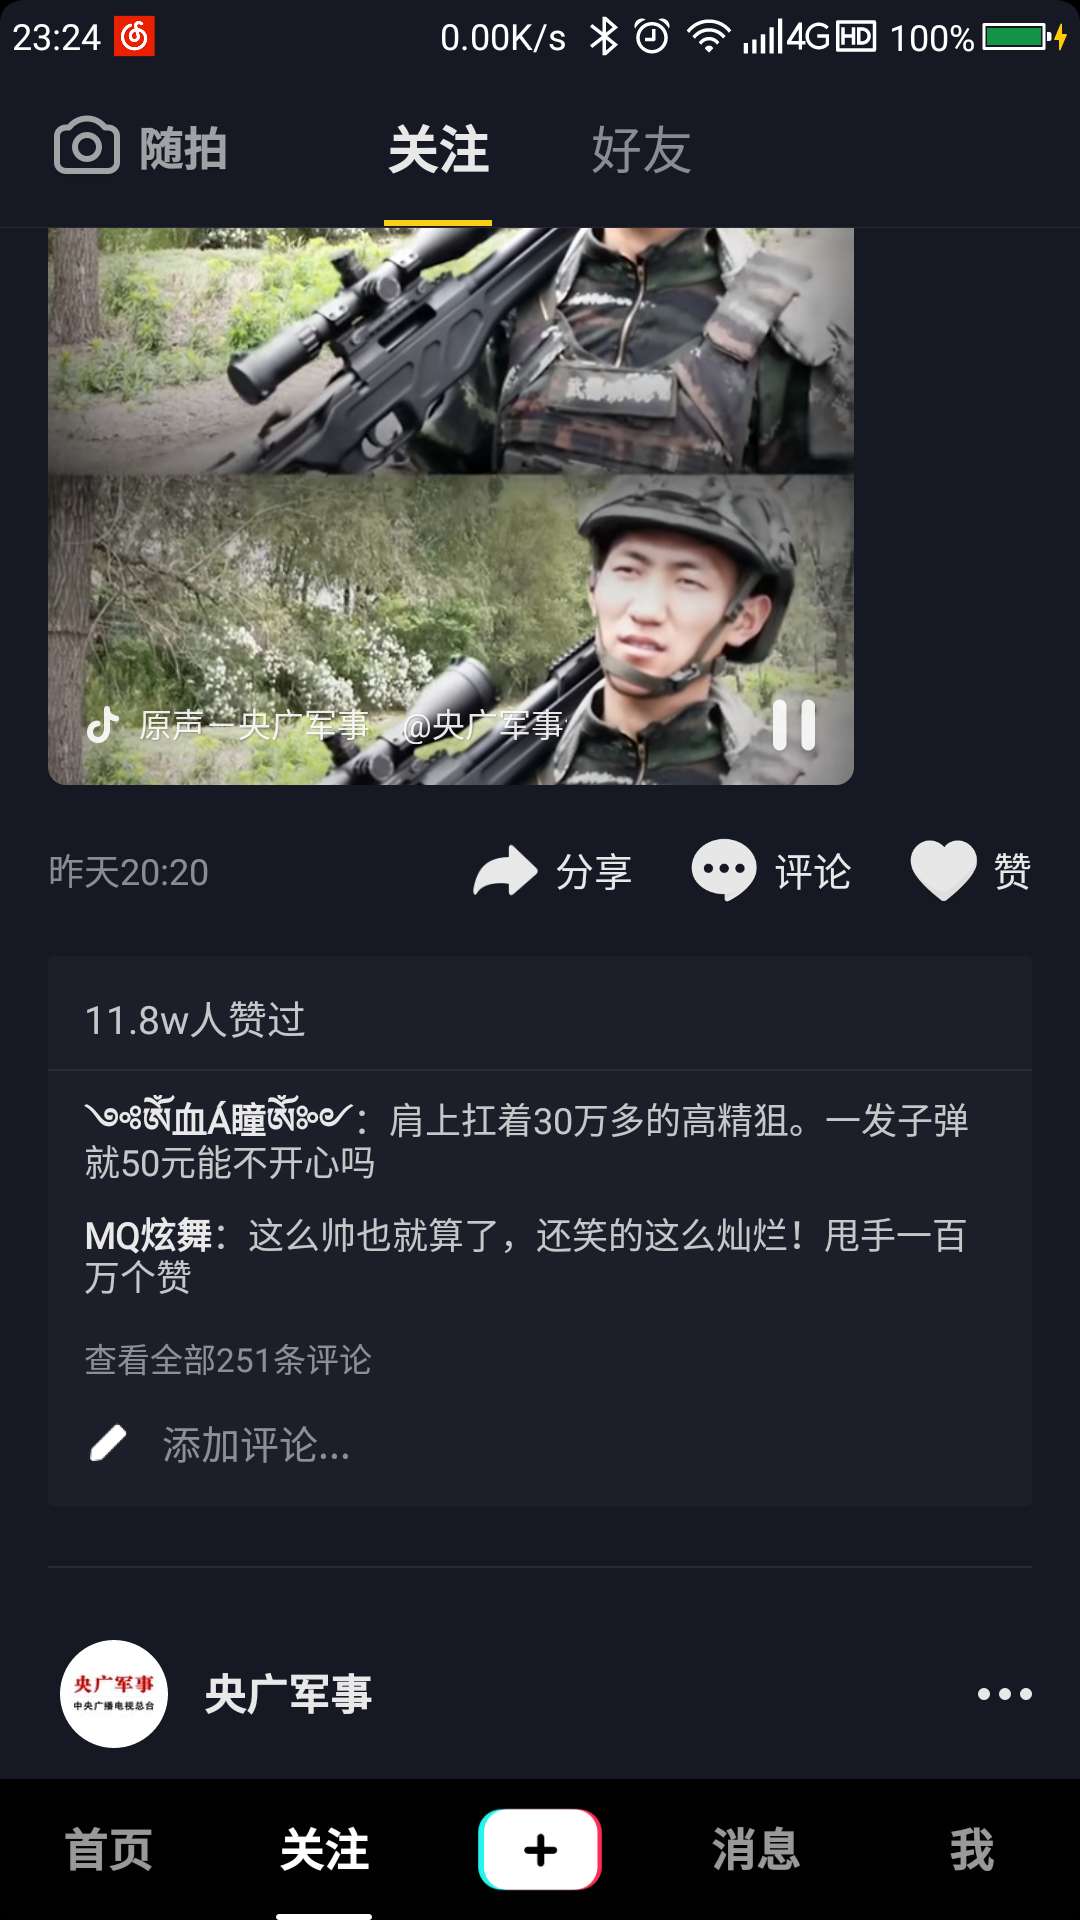 23:24 0.00K/s 4G HD 100%
随拍 关注 好友
原声－央广军事 @央广军事
昨天20:20 分享 评论 赞
11.8w人赞过
༺ༀ血Á瞳ༀ༻：肩上扛着30万多的高精狙。一发子弹
就50元能不开心吗
MQ炫舞：这么帅也就算了，还笑的这么灿烂！甩手一百
万个赞
查看全部251条评论
添加评论...
央广军事
中央广播电视总台
央广军事
首页 关注 消息 我